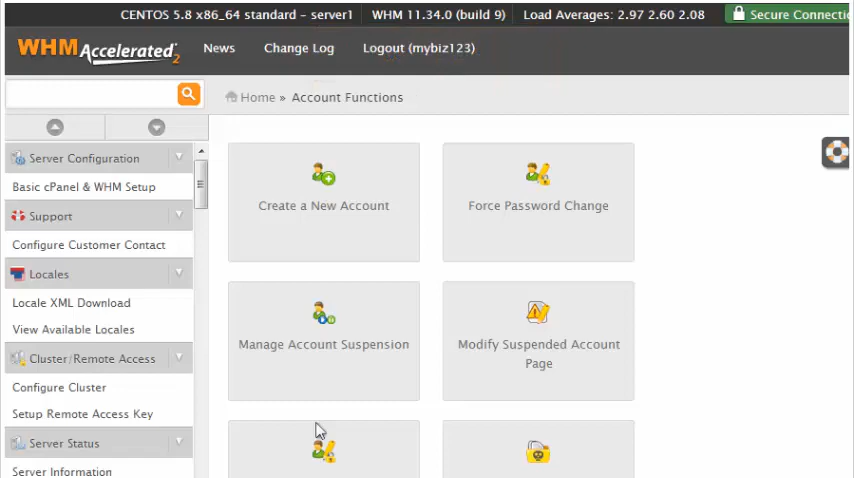 CENTOS 5.8 x86_64 standard – server1 WHM 11.34.0 (build 9) Load Averages: 2.97 2.60 2.08 Secure Connectio
WHM Accelerated2 News Change Log Logout (mybiz123)
Home » Account Functions
Server Configuration
Basic cPanel & WHM Setup
Support
Configure Customer Contact
Locales
Locale XML Download
View Available Locales
Cluster/Remote Access
Configure Cluster
Setup Remote Access Key
Server Status
Server Information
Create a New Account
Force Password Change
Manage Account Suspension
Modify Suspended Account
Page